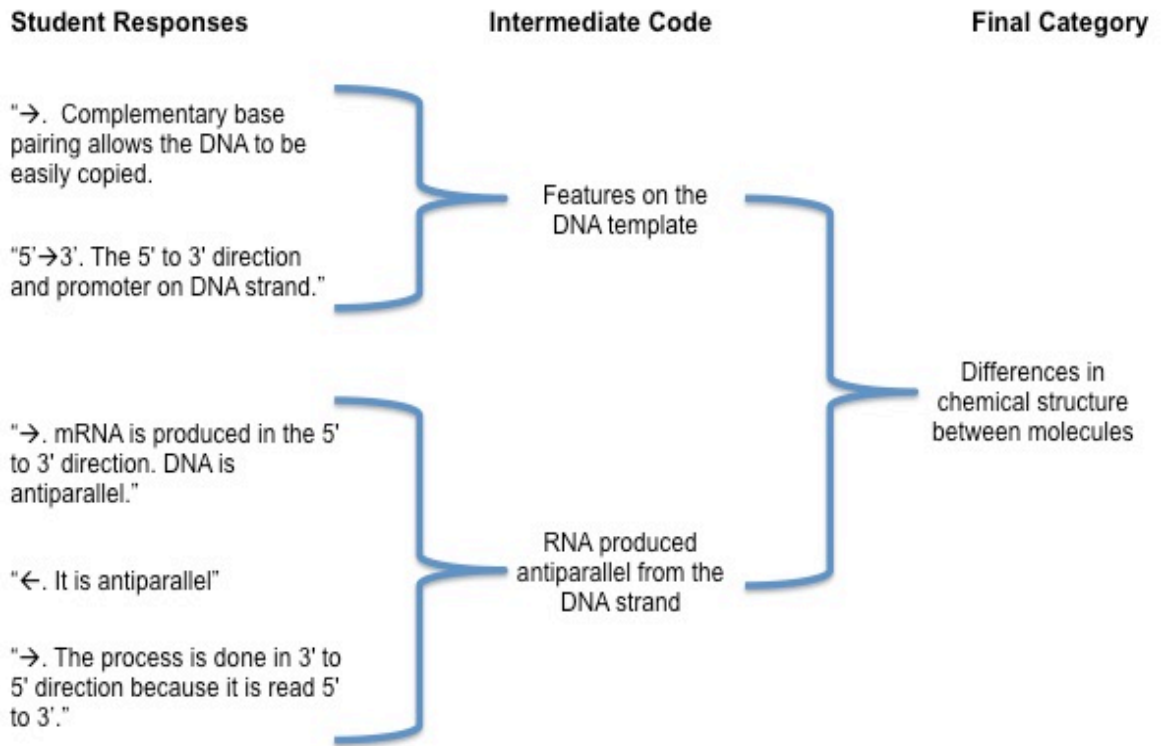 Student Responses
Intermediate Code
Final Category
“→. Complementary base
pairing allows the DNA to be
easily copied.
“5’→3’. The 5' to 3' direction
and promoter on DNA strand.”
Features on the
DNA template
“→. mRNA is produced in the 5'
to 3' direction. DNA is
antiparallel.”
“←. It is antiparallel”
“→. The process is done in 3' to
5' direction because it is read 5'
to 3’.”
RNA produced
antiparallel from the
DNA strand
Differences in
chemical structure
between molecules